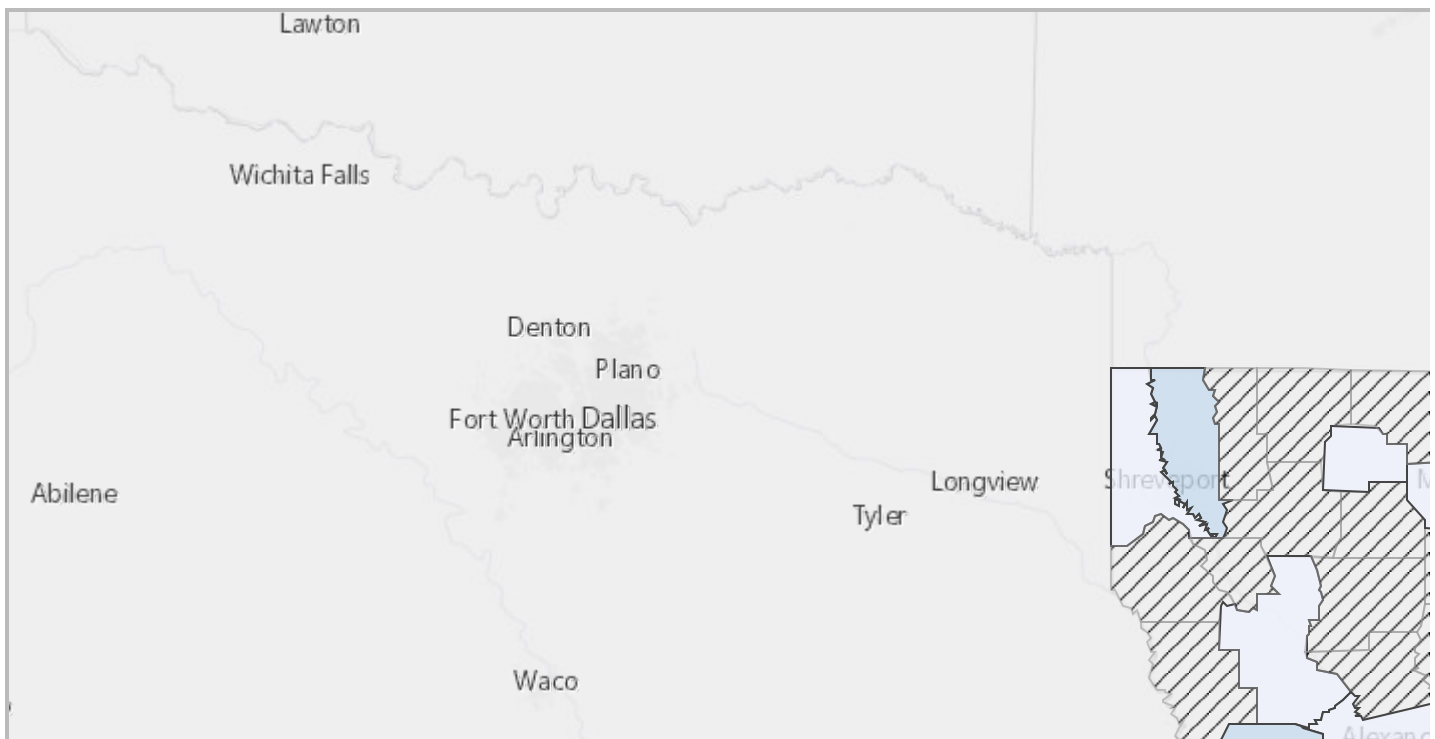 Lawton
Wichita Falls
Denton
Plano
Fort Worth Dallas
Arlington
Longview
Shreveport
Abilene
Tyler
Waco